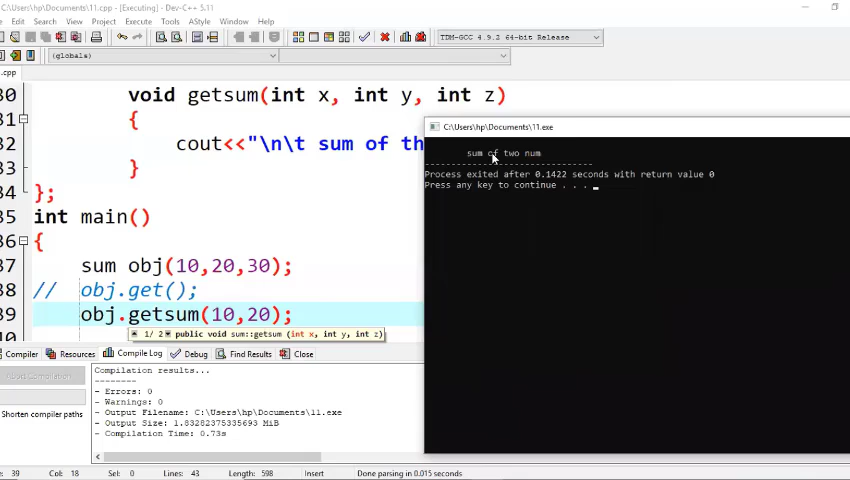 C:\Users\hp\Documents\11.cpp - [Executing] - Dev-C++ 5.11
Edit Search View Project Execute Tools AStyle Window Help
TDM-GCC 4.9.2 64-bit Release
(globals)
.cpp
30 void getsum(int x, int y, int z)
31 {
32 cout<<"\n\t sum of th
33 }
34 };
35 int main()
36 {
37 sum obj(10,20,30);
38 // obj.get();
39 obj.getsum(10,20);
1/ 2 public void sum::getsum (int x, int y, int z)
C:\Users\hp\Documents\11.exe
sum of two num
--------------------------------
Process exited after 0.1422 seconds with return value 0
Press any key to continue . . .
Compiler Resources Compile Log Debug Find Results Close
Abort Compilation
Shorten compiler paths
Compilation results...
--------
- Errors: 0
- Warnings: 0
- Output Filename: C:\Users\hp\Documents\11.exe
- Output Size: 1.83282375335693 MiB
- Compilation Time: 0.73s
39 Col: 18 Sel: 0 Lines: 43 Length: 598 Insert Done parsing in 0.015 seconds